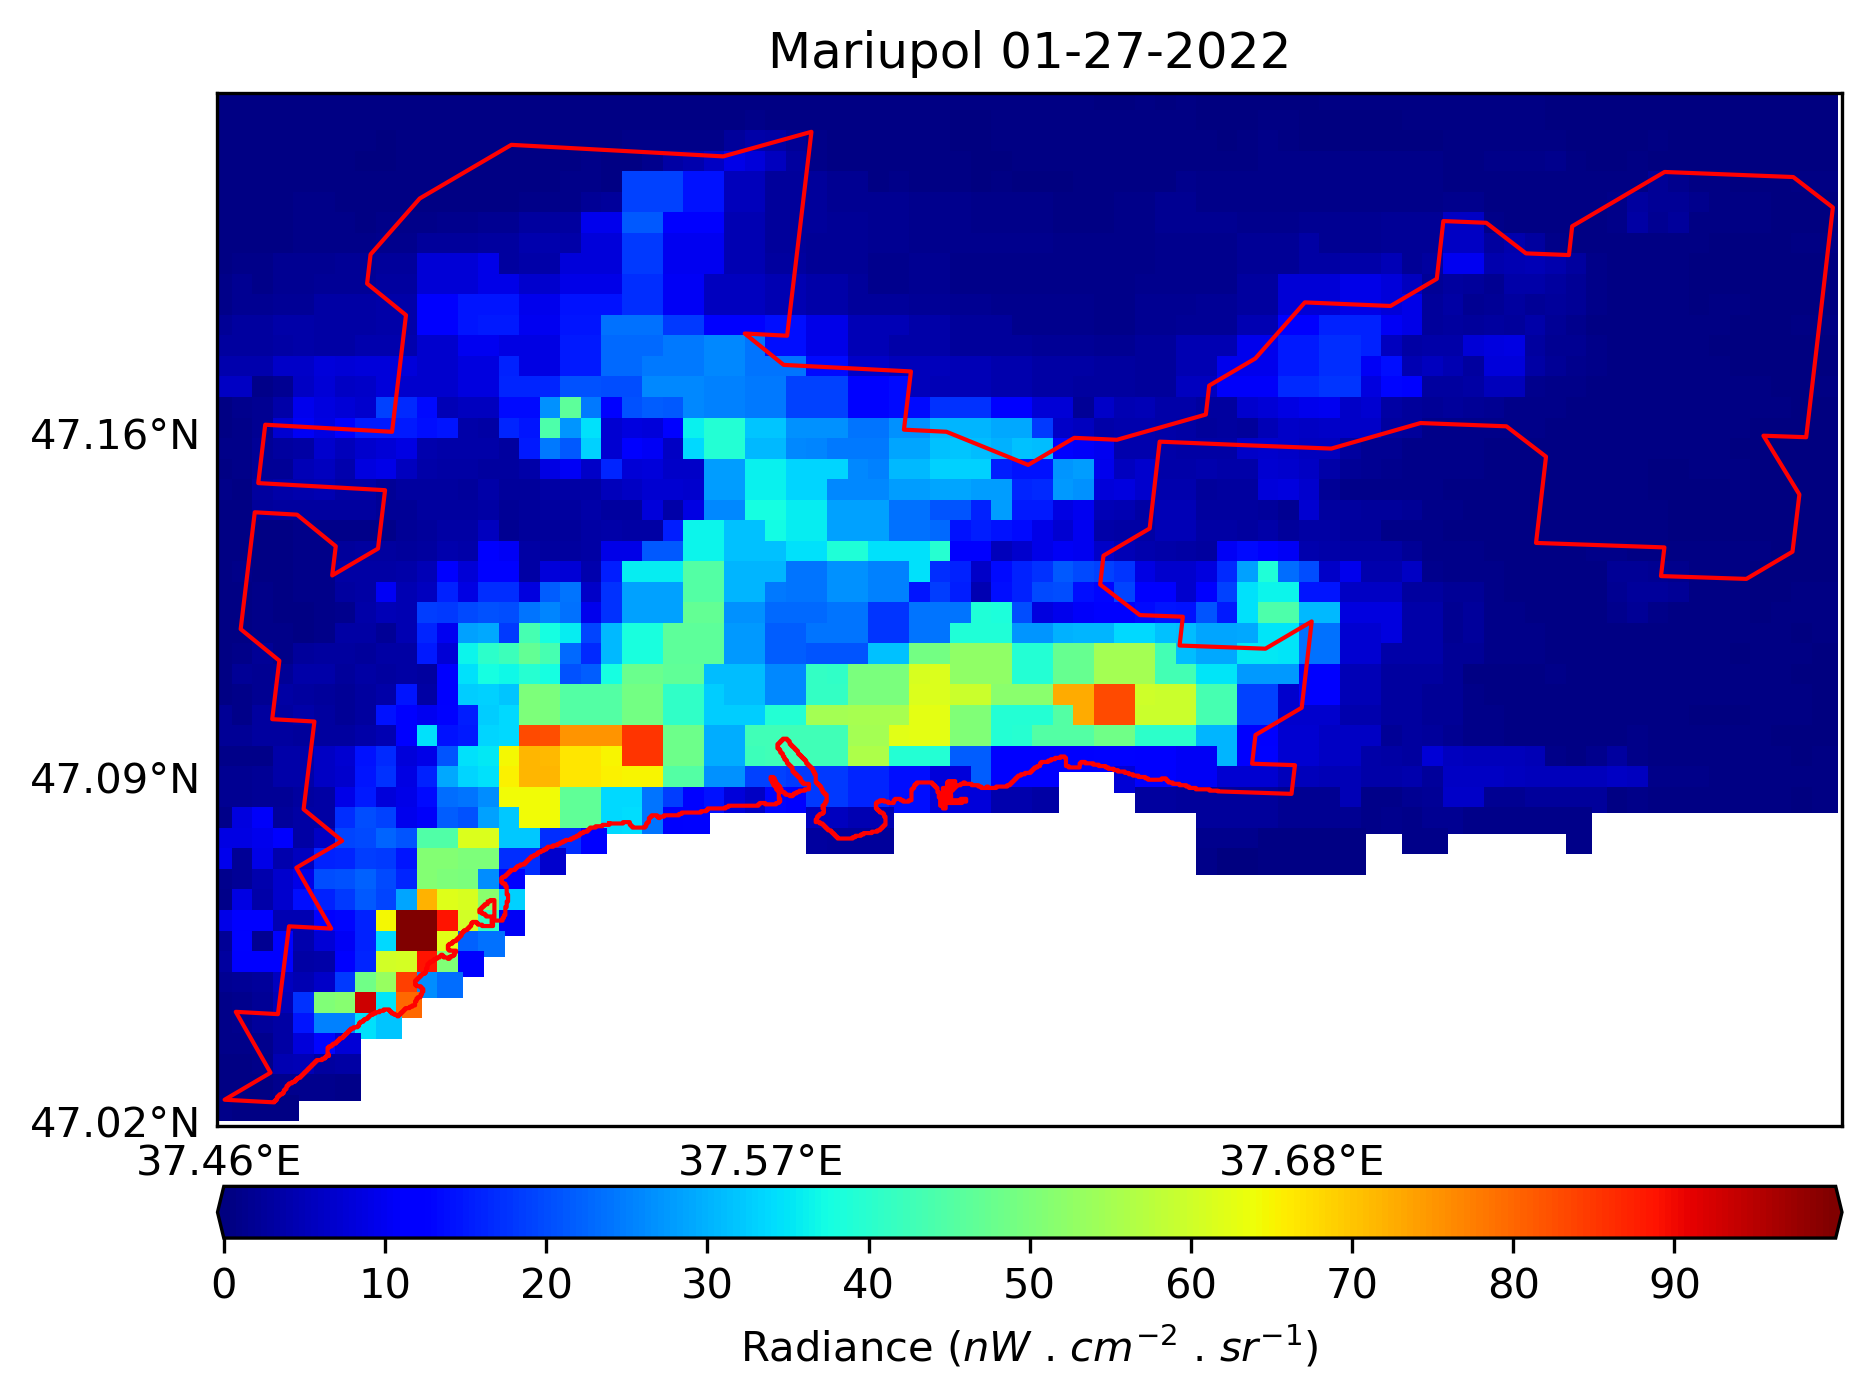 Mariupol 01-27-2022
47.16°N
47.09°N
47.02°N
37.46°E 37.57°E 37.68°E
0 10 20 30 40 50 60 70 80 90
Radiance (nW . cm⁻² . sr⁻¹)